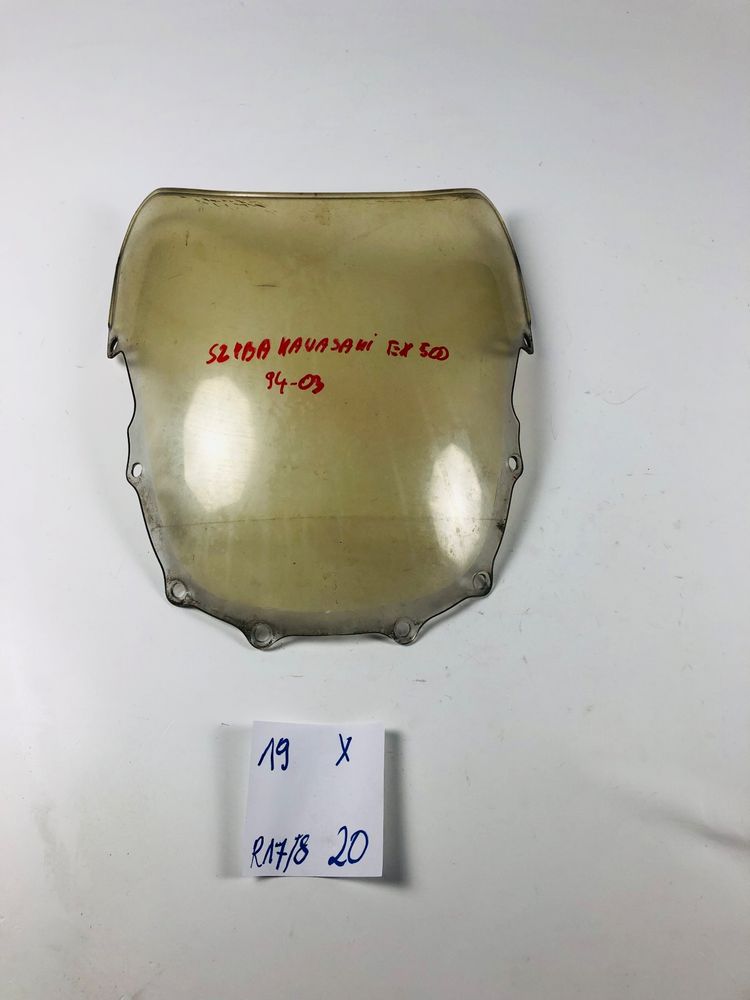 SZYBA KAWASAKI EX 500
94-03
19 X
R17/8 20